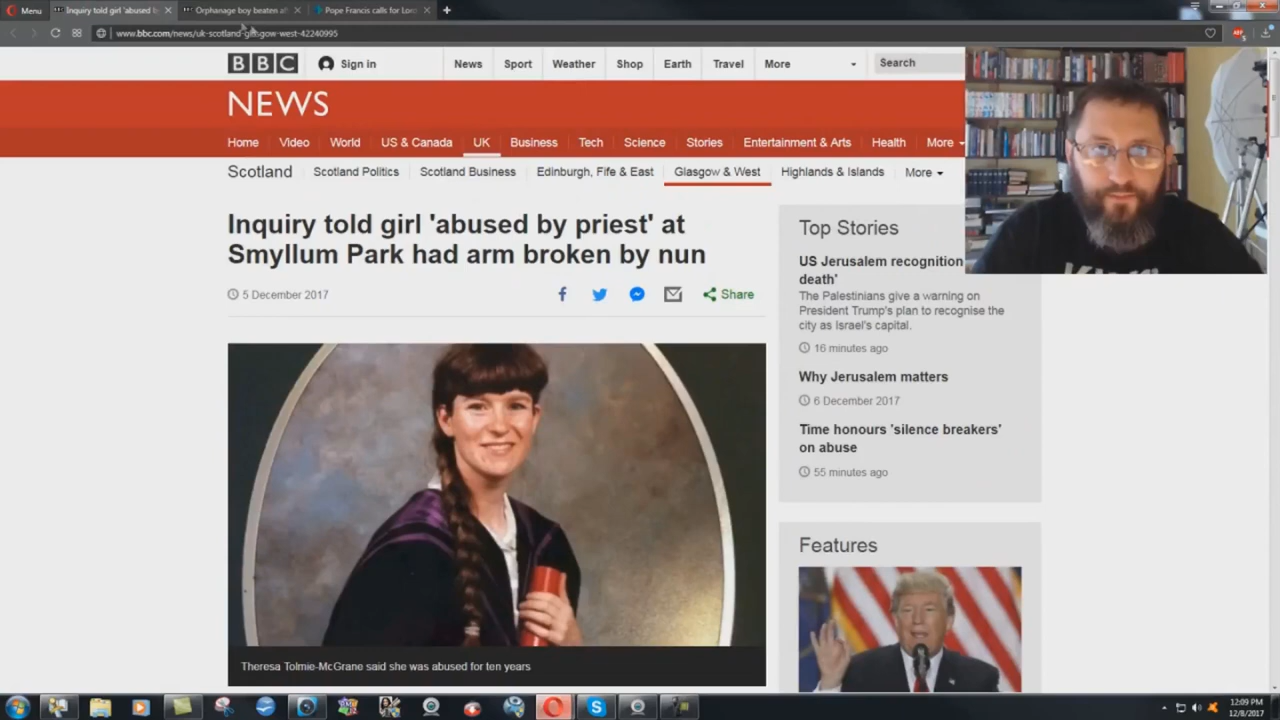 Menu
Inquiry told girl 'abused b
Orphanage boy beaten af
Pope Francis calls for Lord
www.bbc.com/news/uk-scotland-glasgow-west-42240995
BBC
Sign in
News
Sport
Weather
Shop
Earth
Travel
More
Search
NEWS
Home
Video
World
US & Canada
UK
Business
Tech
Science
Stories
Entertainment & Arts
Health
More
Scotland
Scotland Politics
Scotland Business
Edinburgh, Fife & East
Glasgow & West
Highlands & Islands
More
Inquiry told girl 'abused by priest' at
Smyllum Park had arm broken by nun
5 December 2017
Share
Theresa Tolmie-McGrane said she was abused for ten years
Top Stories
US Jerusalem recognition
death'
The Palestinians give a warning on
President Trump's plan to recognise the
city as Israel's capital.
16 minutes ago
Why Jerusalem matters
6 December 2017
Time honours 'silence breakers'
on abuse
55 minutes ago
Features
12:09 PM
12/8/2017